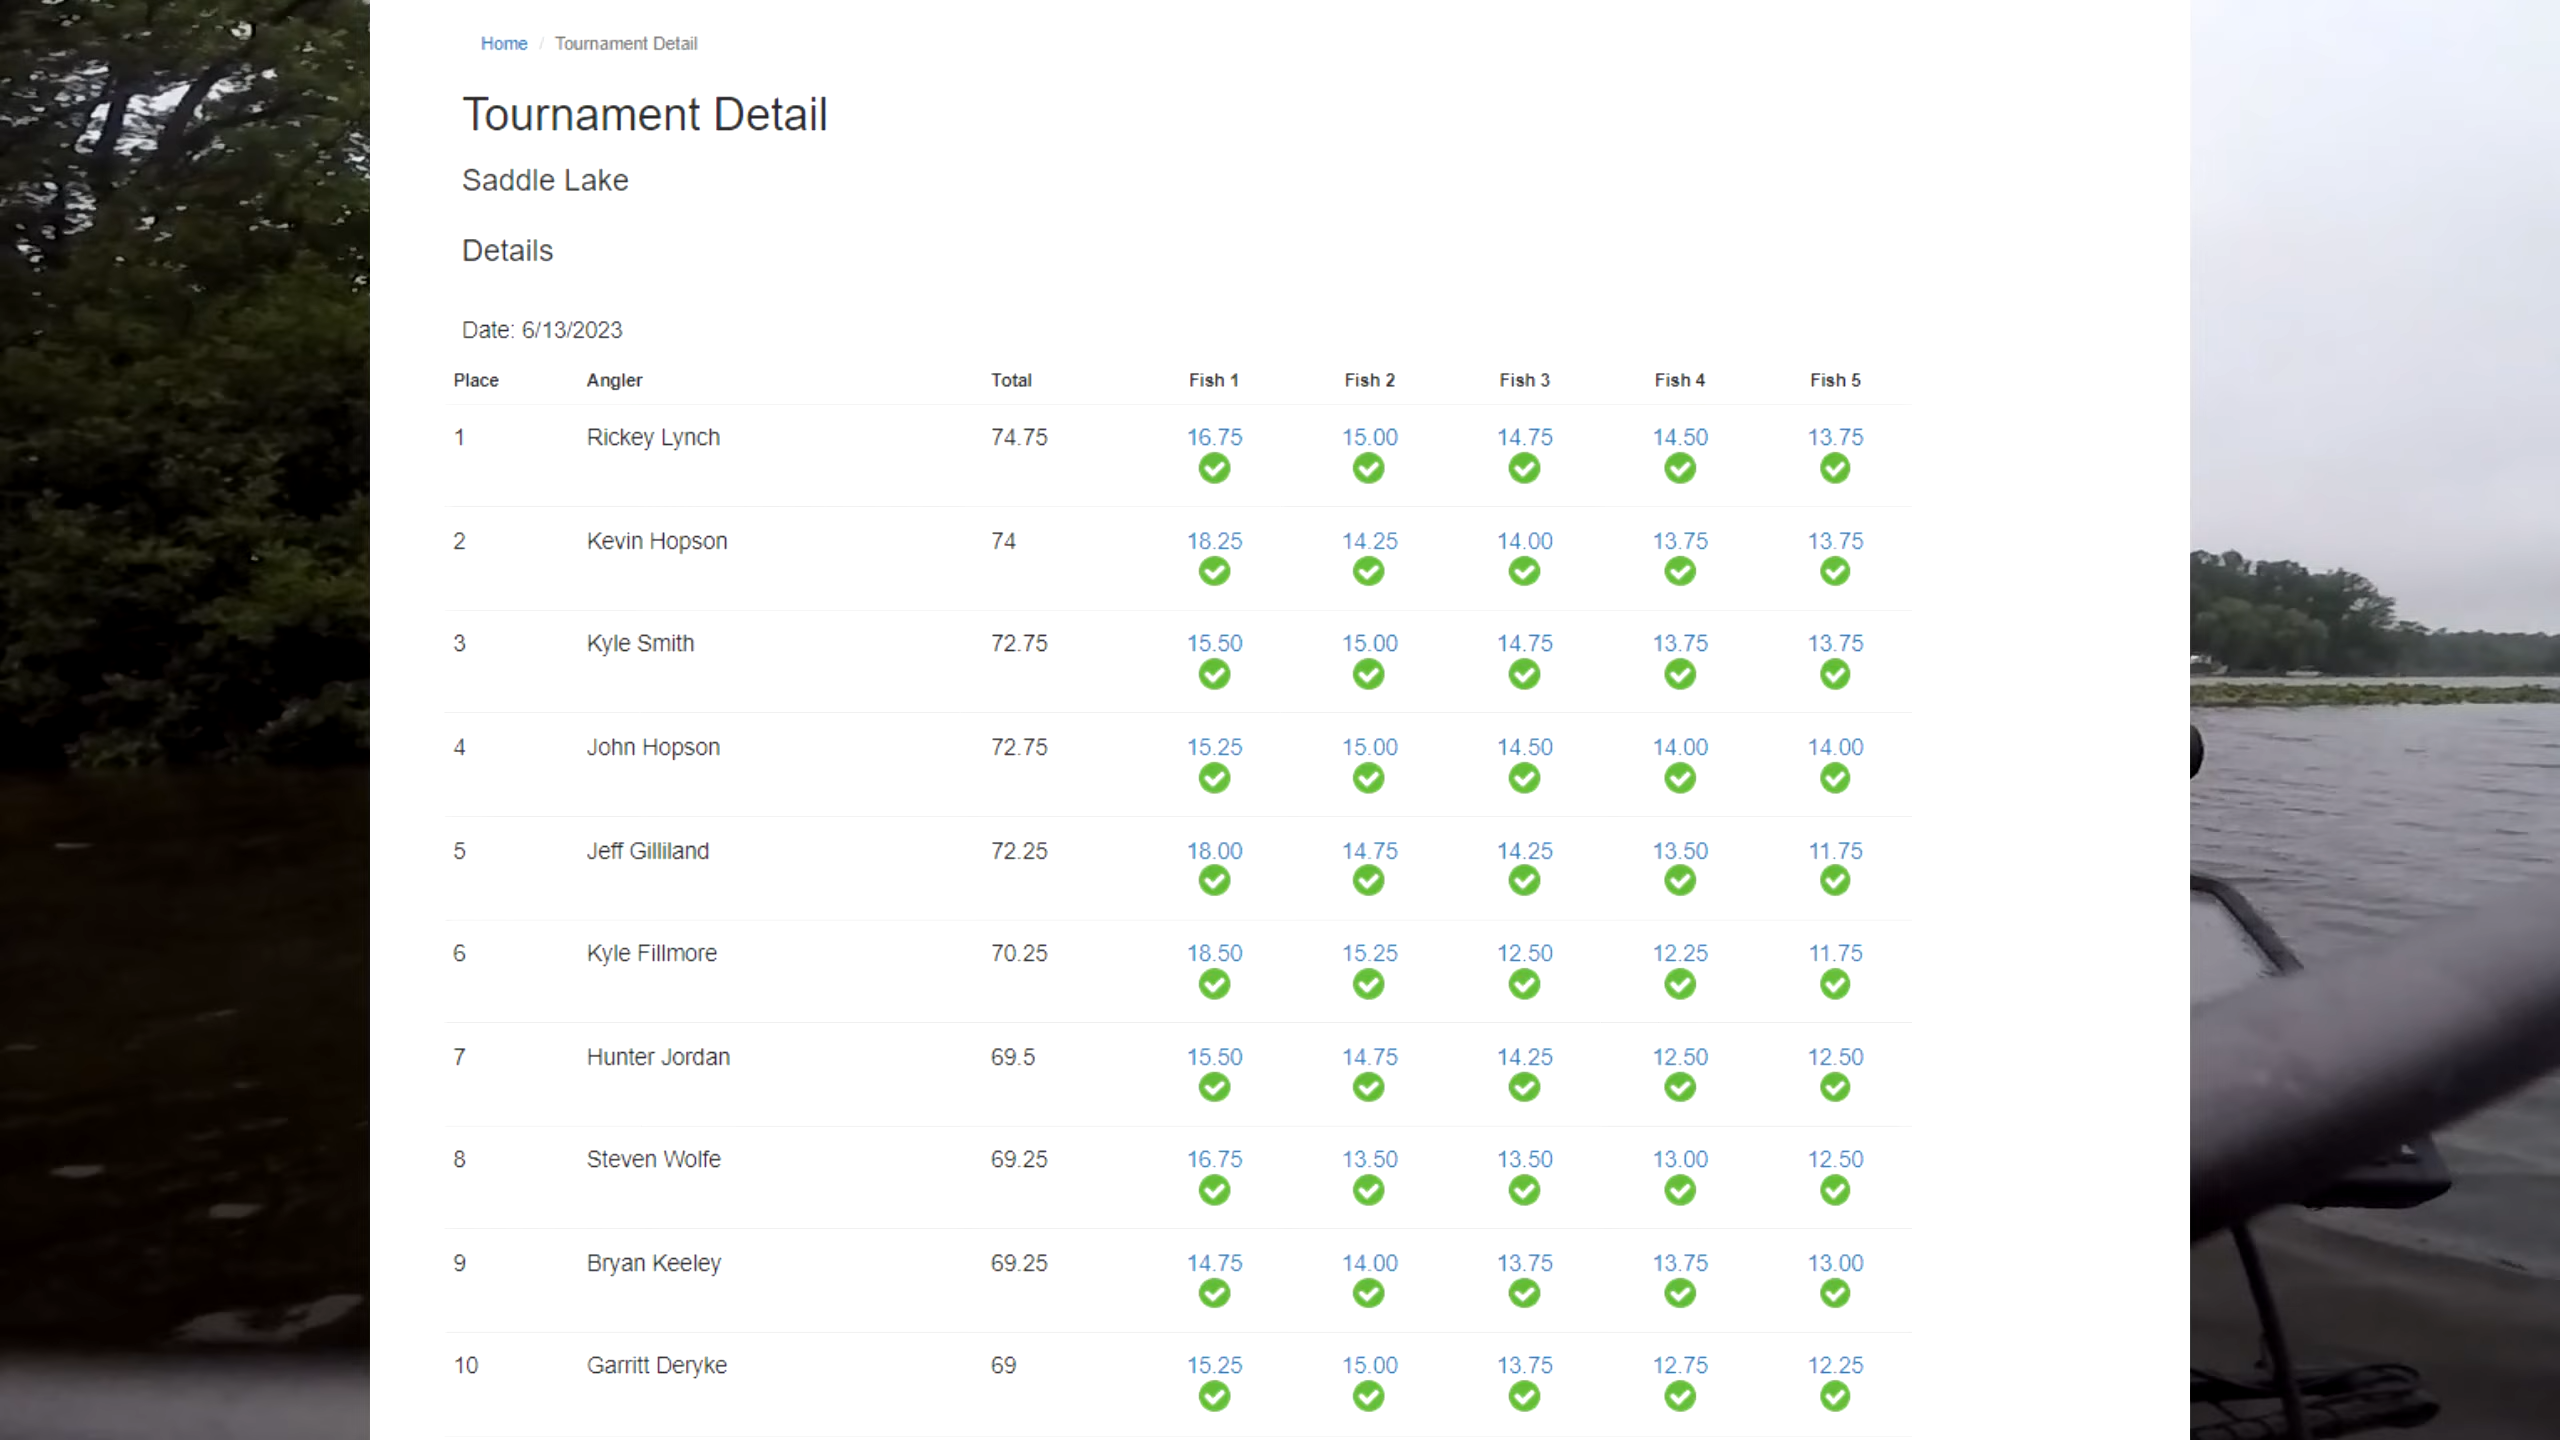 Home / Tournament Detail
Tournament Detail
Saddle Lake
Details
Date: 6/13/2023
Place Angler Total Fish 1 Fish 2 Fish 3 Fish 4 Fish 5
1 Rickey Lynch 74.75 16.75 15.00 14.75 14.50 13.75
2 Kevin Hopson 74 18.25 14.25 14.00 13.75 13.75
3 Kyle Smith 72.75 15.50 15.00 14.75 13.75 13.75
4 John Hopson 72.75 15.25 15.00 14.50 14.00 14.00
5 Jeff Gilliland 72.25 18.00 14.75 14.25 13.50 11.75
6 Kyle Fillmore 70.25 18.50 15.25 12.50 12.25 11.75
7 Hunter Jordan 69.5 15.50 14.75 14.25 12.50 12.50
8 Steven Wolfe 69.25 16.75 13.50 13.50 13.00 12.50
9 Bryan Keeley 69.25 14.75 14.00 13.75 13.75 13.00
10 Garritt Deryke 69 15.25 15.00 13.75 12.75 12.25